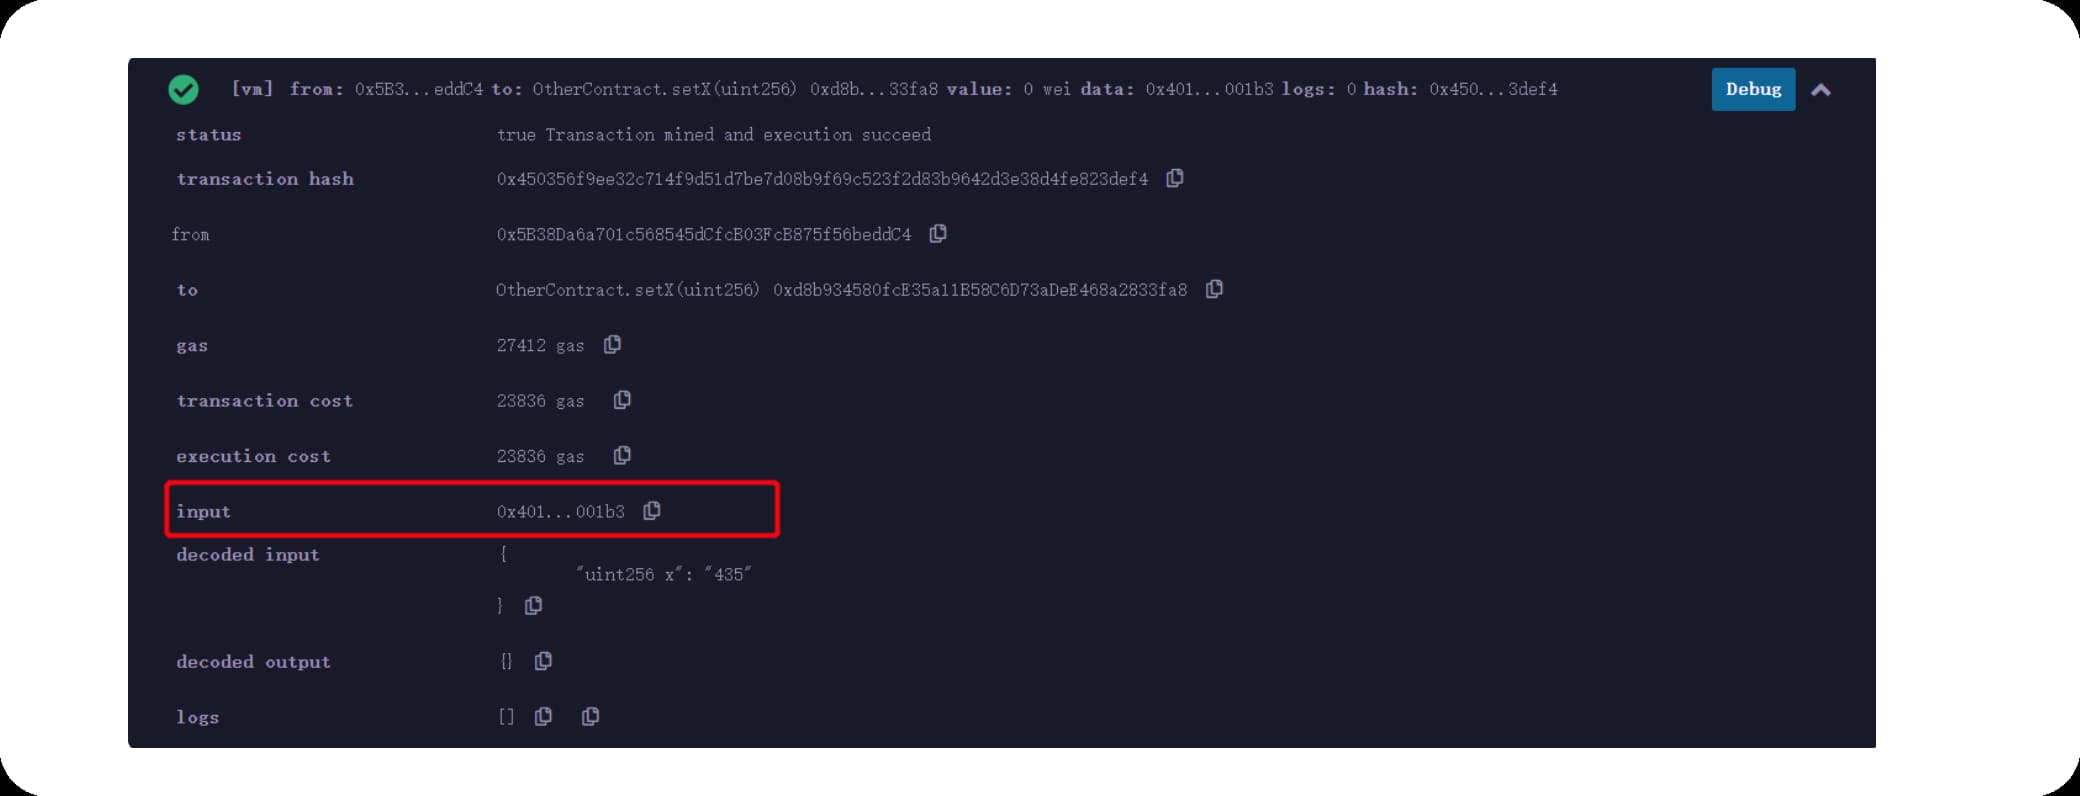 [vm] from: 0x5B3...eddC4 to: OtherContract.setX(uint256) 0xd8b...33fa8 value: 0 wei data: 0x401...001b3 logs: 0 hash: 0x450...3def4 Debug
status true Transaction mined and execution succeed
transaction hash 0x450356f9ee32c714f9d51d7be7d08b9f69c523f2d83b9642d3e38d4fe823def4
from 0x5B38Da6a701c568545dCfcB03FcB875f56beddC4
to OtherContract.setX(uint256) 0xd8b934580fcE35a11B58C6D73aDeE468a2833fa8
gas 27412 gas
transaction cost 23836 gas
execution cost 23836 gas
input 0x401...001b3
decoded input {
"uint256 x": "435"
}
decoded output {}
logs []